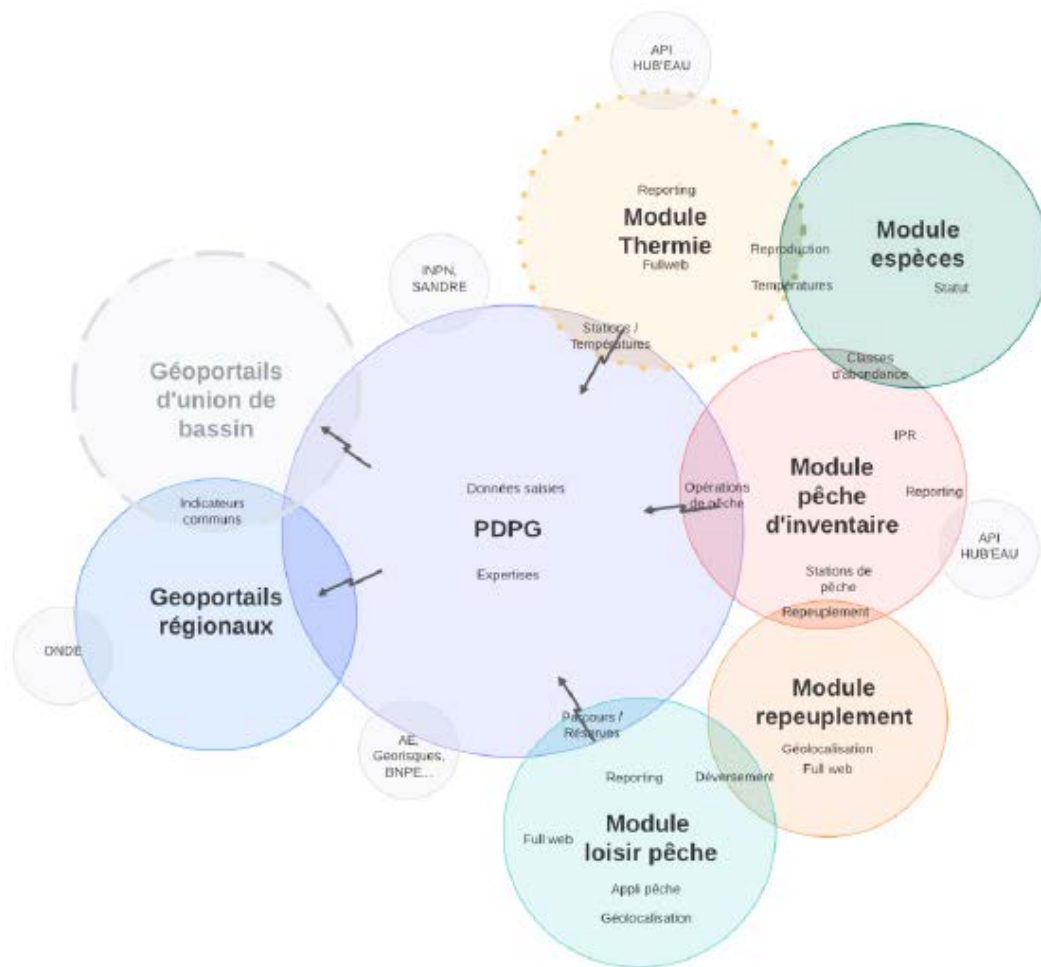 API
HUB'EAU
Reporting
Module
Thermie
Fullweb
Reproduction
Températures
Module
espèces
Statut
INPN,
SANDRE
Stations /
Températures
Géoportails
d'union de
bassin
Classes
d'abondance
IPR
Module
pêche
d'inventaire
Reporting
Opérations
de pêche
Stations de
pêche
API
HUB'EAU
Données saisies
PDPG
Expertises
Indicateurs
communs
Geoportails
régionaux
ONDE
Repeuplement
Module
repeuplement
Géolocalisation
Full web
AE,
Georisques,
BNPE...
Parcours /
Réserves
Reporting
Déversement
Full web
Module
loisir pêche
Appli pêche
Géolocalisation